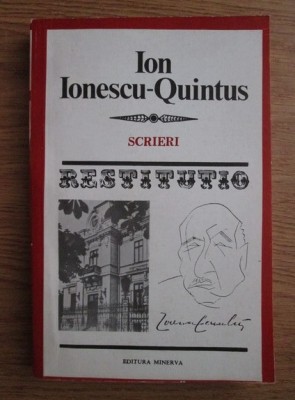 Ion
Ionescu-Quintus
SCRIERI
RESTITUTIO
EDITURA MINERVA